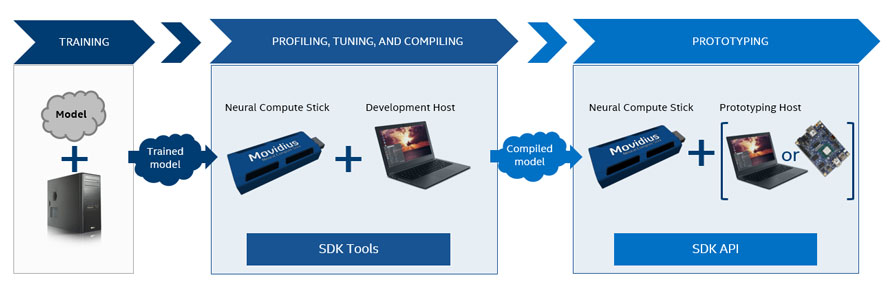 TRAINING
PROFILING, TUNING, AND COMPILING
PROTOTYPING
Model
Trained
model
Neural Compute Stick
Development Host
Movidius
SDK Tools
Compiled
model
Neural Compute Stick
Prototyping Host
Movidius
or
SDK API